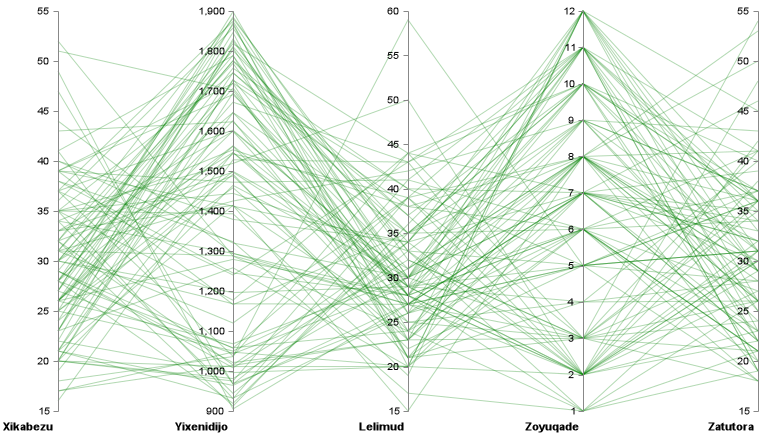 55 1,900 60 12 55
50 1,800 55 11 50
45 1,700 50 10 45
40 1,600 45 9 40
35 1,500 40 8 35
30 1,400 35 7 30
25 1,300 30 6 25
20 1,200 25 5 20
15 1,100 20 4 15
1,000 15 3
900 2
1
Xikabezu Yixenidijo Lelimud Zoyuqade Zatutora